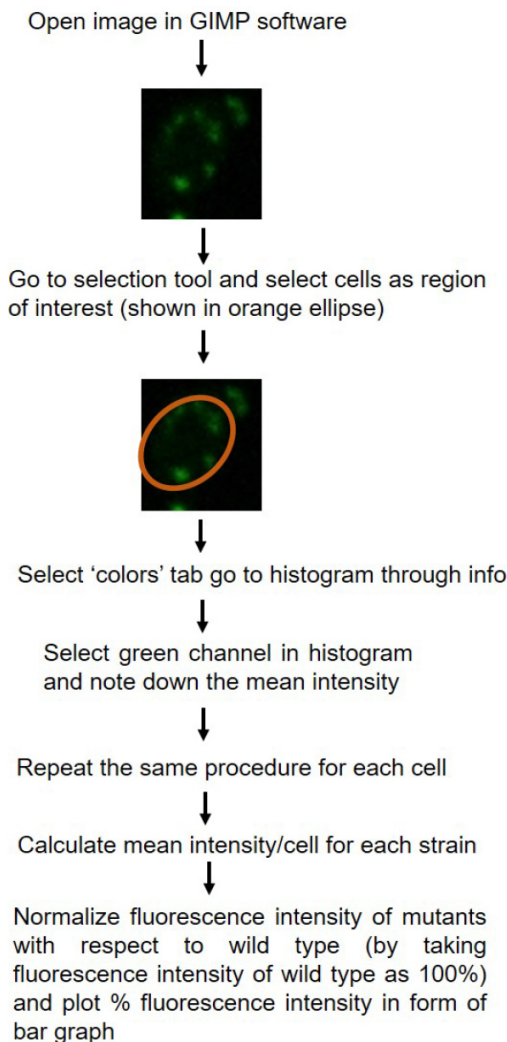 Open image in GIMP software
Go to selection tool and select cells as region
of interest (shown in orange ellipse)
Select ‘colors’ tab go to histogram through info
Select green channel in histogram
and note down the mean intensity
Repeat the same procedure for each cell
Calculate mean intensity/cell for each strain
Normalize fluorescence intensity of mutants
with respect to wild type (by taking
fluorescence intensity of wild type as 100%)
and plot % fluorescence intensity in form of
bar graph